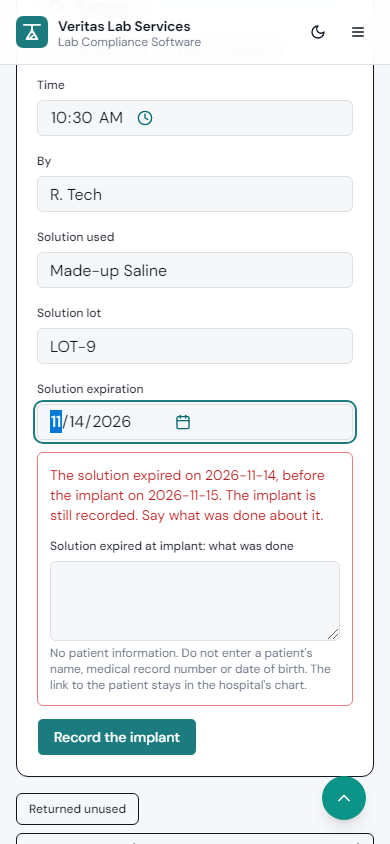 Veritas Lab Services
Lab Compliance Software
Time
10:30 AM
By
R. Tech
Solution used
Made-up Saline
Solution lot
LOT-9
Solution expiration
11/14/2026
The solution expired on 2026-11-14, before
the implant on 2026-11-15. The implant is
still recorded. Say what was done about it.
Solution expired at implant: what was done
No patient information. Do not enter a patient's
name, medical record number or date of birth. The
link to the patient stays in the hospital's chart.
Record the implant
Returned unused